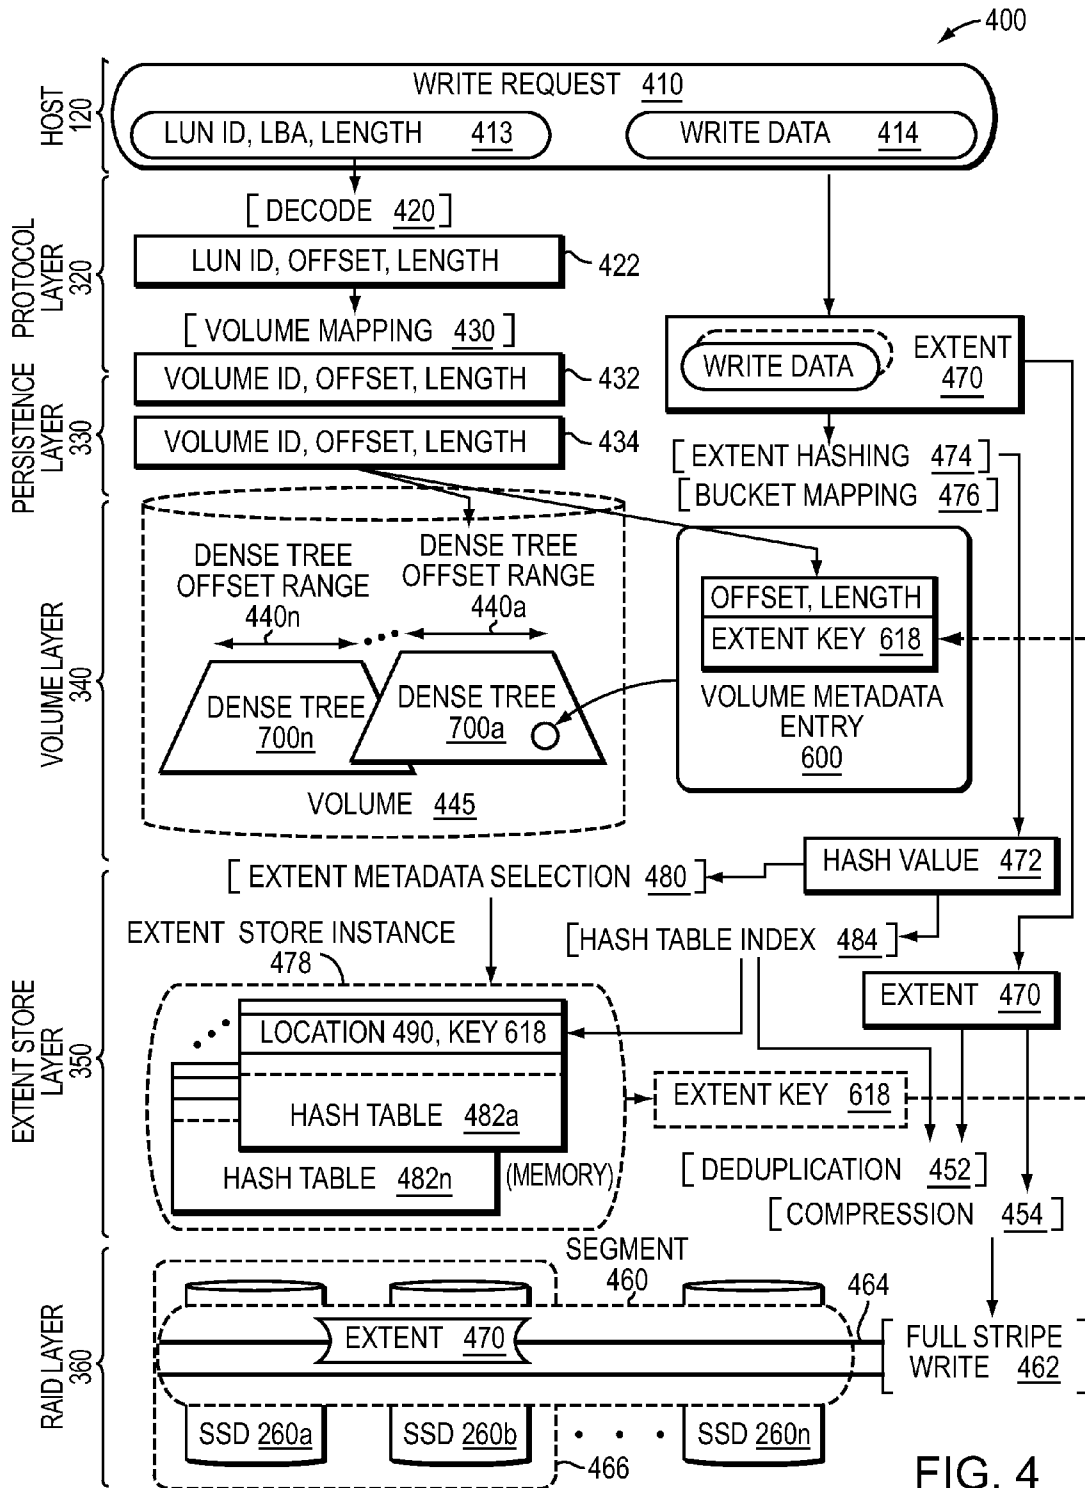 400
HOST
120
WRITE REQUEST 410
LUN ID, LBA, LENGTH 413
WRITE DATA 414
PROTOCOL
LAYER
320
[DECODE 420]
LUN ID, OFFSET, LENGTH
422
[VOLUME MAPPING 430]
VOLUME ID, OFFSET, LENGTH
432
WRITE DATA
EXTENT
470
PERSISTENCE
LAYER
330
VOLUME ID, OFFSET, LENGTH
434
[EXTENT HASHING 474]
[BUCKET MAPPING 476]
VOLUME LAYER
340
DENSE TREE
OFFSET RANGE
440n
DENSE TREE
OFFSET RANGE
440a
DENSE TREE
700n
DENSE TREE
700a
VOLUME 445
OFFSET, LENGTH
EXTENT KEY 618
VOLUME METADATA
ENTRY
600
HASH VALUE 472
EXTENT STORE
LAYER
350
[EXTENT METADATA SELECTION 480]
EXTENT STORE INSTANCE
478
[HASH TABLE INDEX 484]
EXTENT 470
LOCATION 490, KEY 618
HASH TABLE 482a
HASH TABLE 482n
(MEMORY)
EXTENT KEY 618
[DEDUPLICATION 452]
[COMPRESSION 454]
RAID LAYER
360
SEGMENT
460
464
EXTENT 470
[FULL STRIPE
WRITE 462]
SSD 260a
SSD 260b
SSD 260n
466
FIG. 4